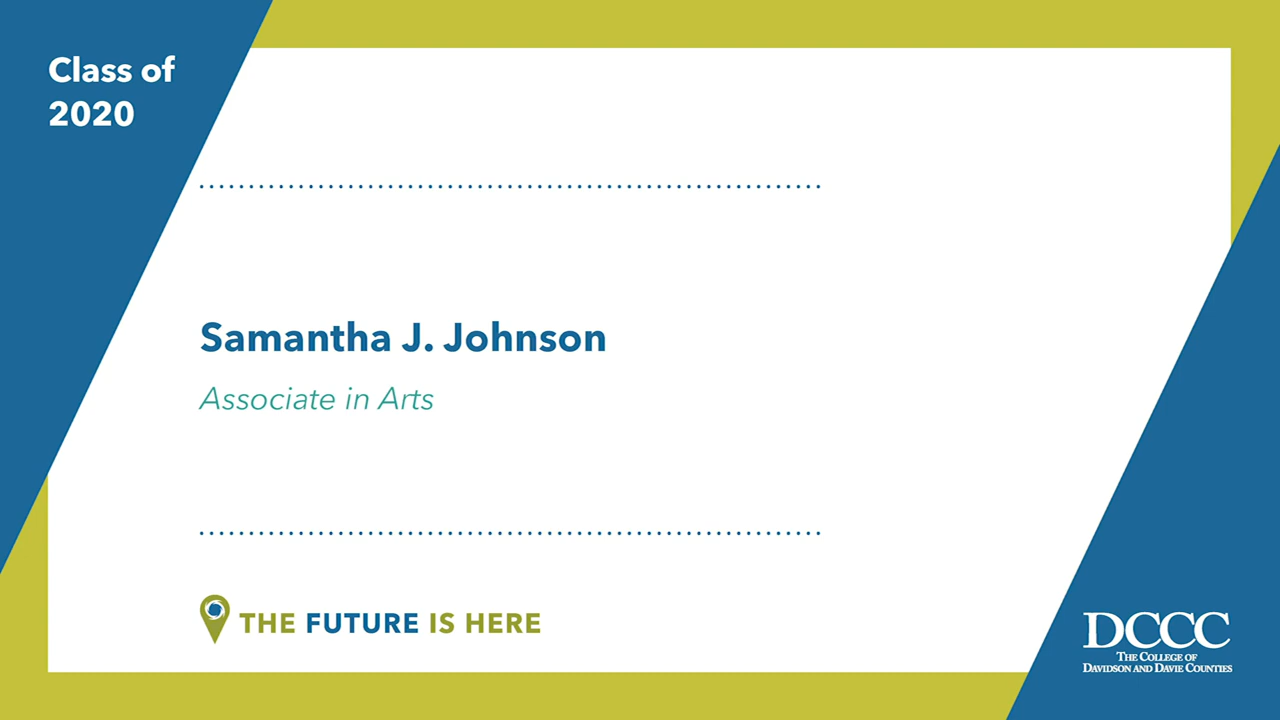 Class of
2020
Samantha J. Johnson
Associate in Arts
THE FUTURE IS HERE
DCCC
THE COLLEGE OF
DAVIDSON AND DAVIE COUNTIES